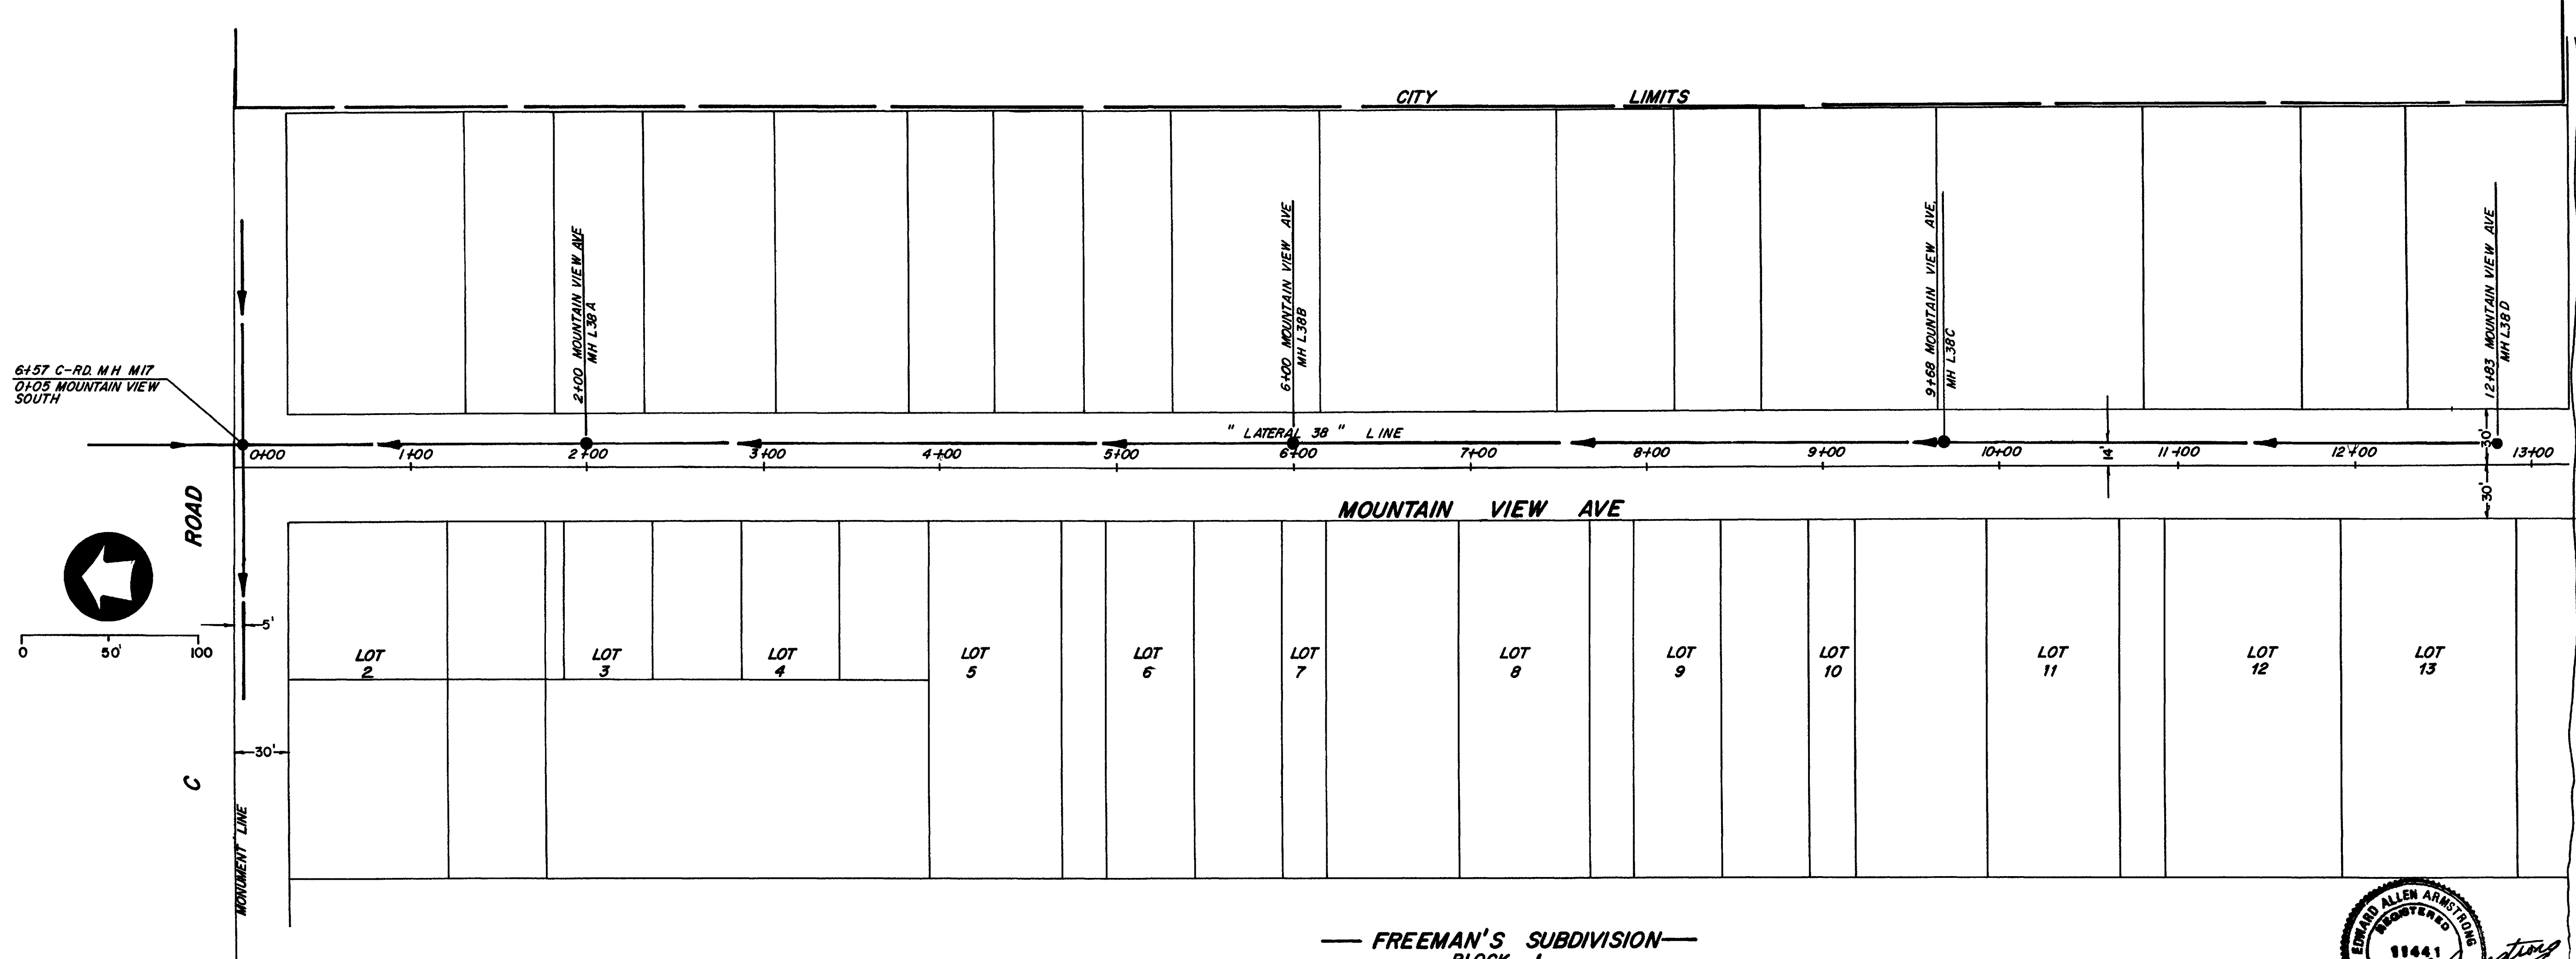 CITY LIMITS
2+00 MOUNTAIN VIEW AVE
MH L38A
6+00 MOUNTAIN VIEW AVE
MH L38B
9+68 MOUNTAIN VIEW AVE.
MH L38C
12+83 MOUNTAIN VIEW AVE
MH L38D
6+57 C-RD. MH M17
0+05 MOUNTAIN VIEW
SOUTH
" LATERAL 38 " LINE
0+00 1+00 2+00 3+00 4+00 5+00 6+00 7+00 8+00 9+00 10+00 11+00 12+00 13+00
14'
30'
30'
MOUNTAIN VIEW AVE
C ROAD
5'
0 50' 100
30'
MONUMENT LINE
LOT
2
LOT
3
LOT
4
LOT
5
LOT
6
LOT
7
LOT
8
LOT
9
LOT
10
LOT
11
LOT
12
LOT
13
FREEMAN'S SUBDIVISION
BLOCK 1
EDWARD ALLEN ARMSTRONG
REGISTERED
11441